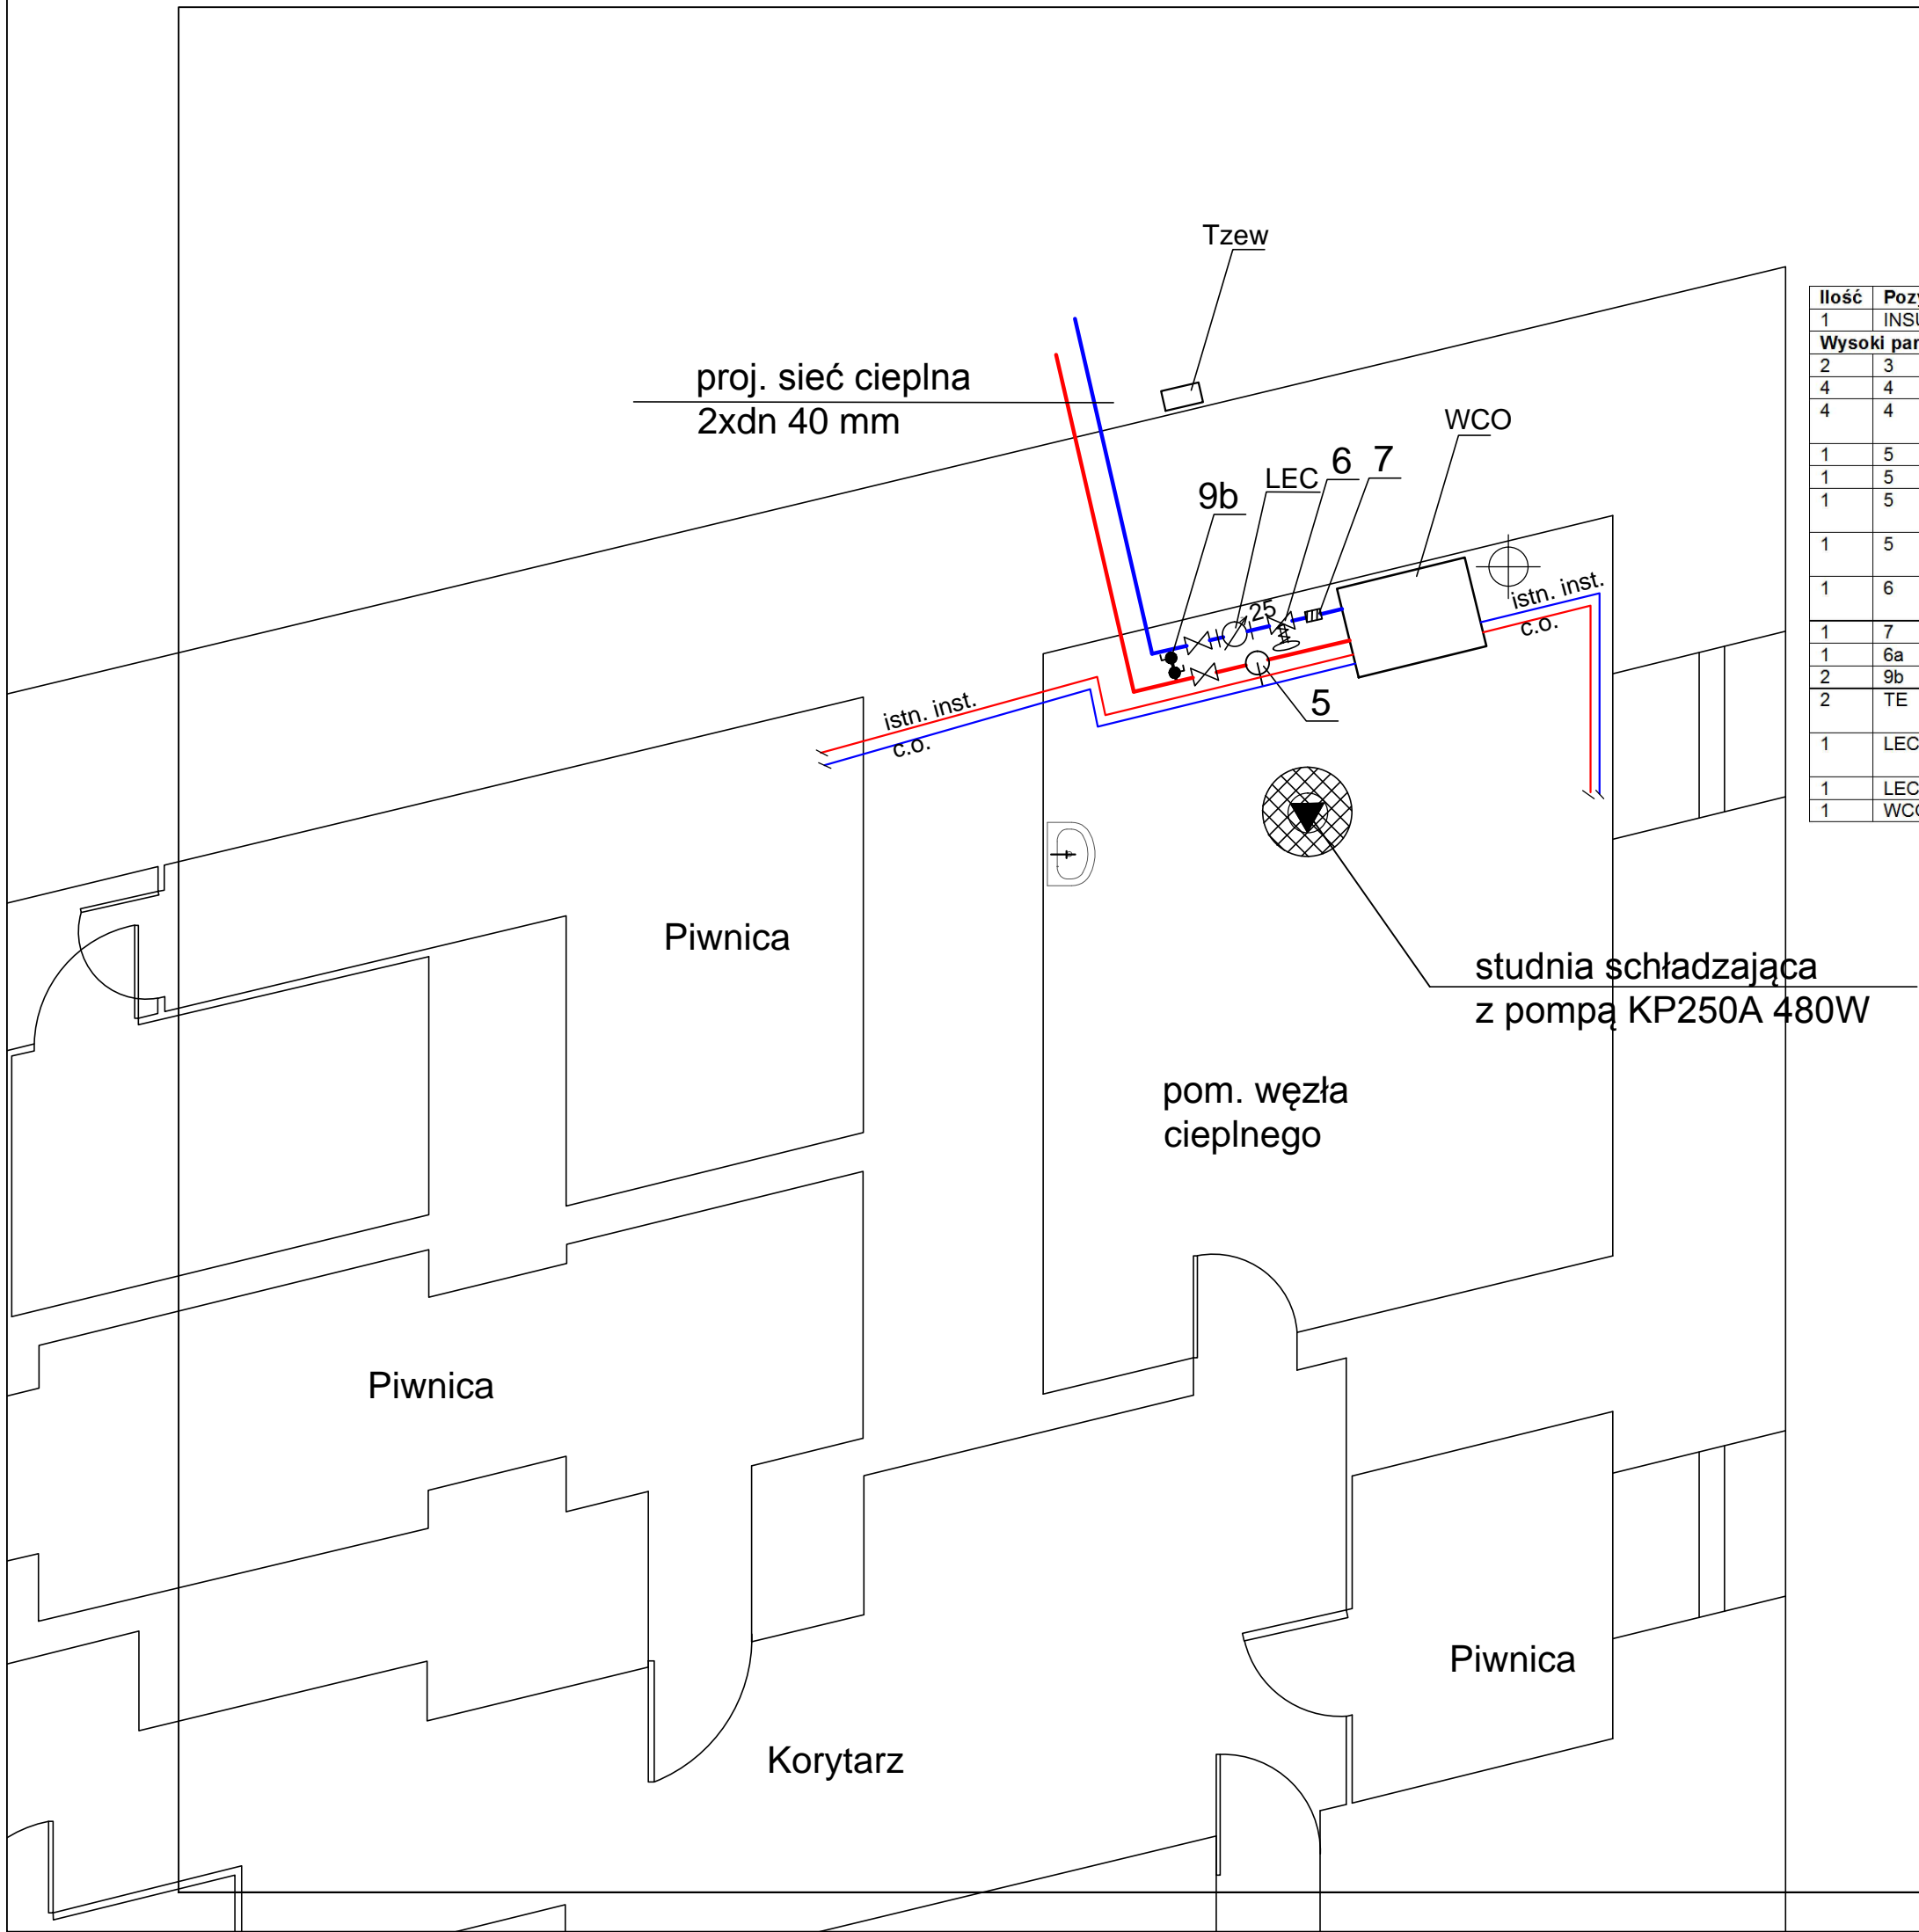 Tzew
proj. sieć cieplna
2xdn 40 mm
WCO
6 7
LEC
9b
25
istn. inst.
c.o.
5
istn. inst.
c.o.
Piwnica
studnia schładzająca
z pompą KP250A 480W
pom. węzła
cieplnego
Piwnica
Piwnica
Korytarz
Ilość
1
2 3
4 4
4 4
1 5
1 5
1 5
1 5
1 6
1 7
1 6a
2 9b
2 TE
1 LEC
1 LEC
1
Wysoki